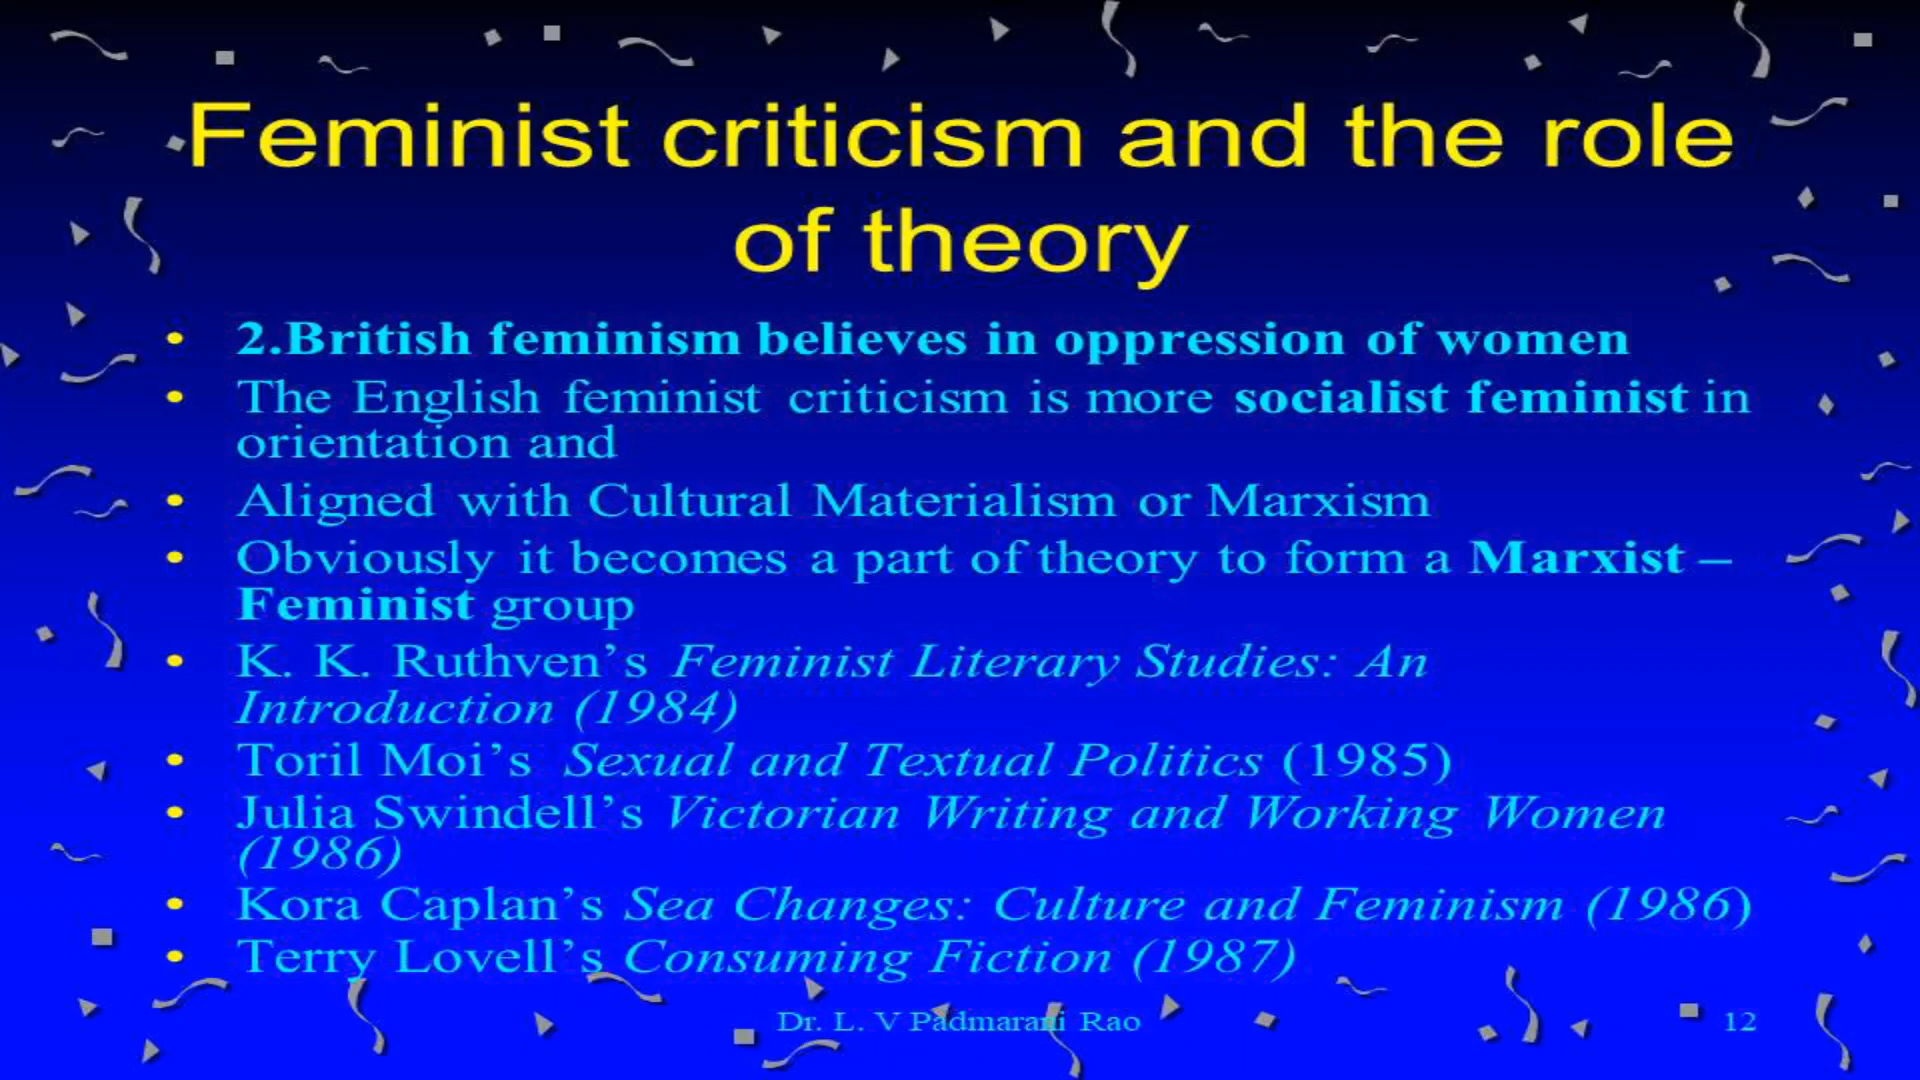 Feminist criticism and the role
of theory
• 2.British feminism believes in oppression of women
• The English feminist criticism is more socialist feminist in
orientation and
• Aligned with Cultural Materialism or Marxism
• Obviously it becomes a part of theory to form a Marxist –
Feminist group
• K. K. Ruthven's Feminist Literary Studies: An
Introduction (1984)
• Toril Moi's Sexual and Textual Politics (1985)
• Julia Swindell's Victorian Writing and Working Women
(1986)
• Kora Caplan's Sea Changes: Culture and Feminism (1986)
• Terry Lovell's Consuming Fiction (1987)
Dr. L. V Padmarani Rao
12